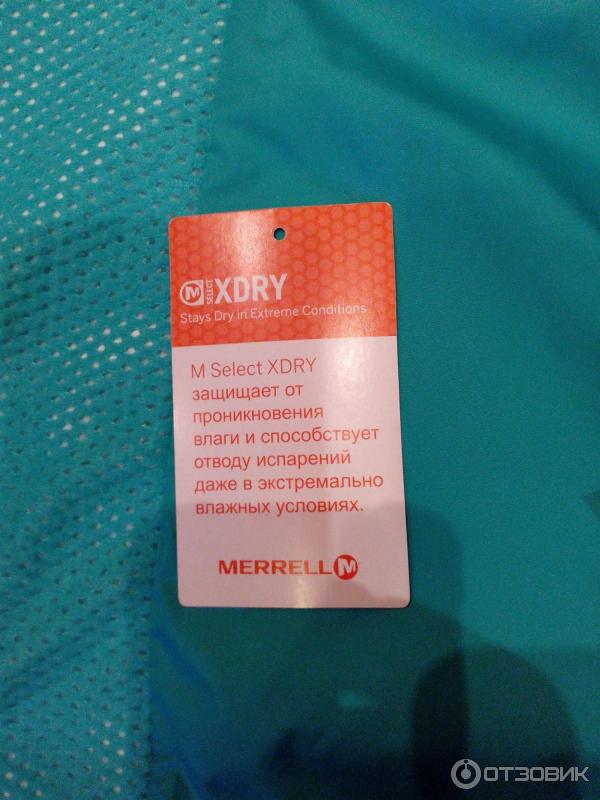 M SELECT XDRY
Stays Dry in Extreme Conditions
M Select XDRY
защищает от
проникновения
влаги и способствует
отводу испарений
даже в экстремально
влажных условиях.
MERRELL M
ОТЗОВИК